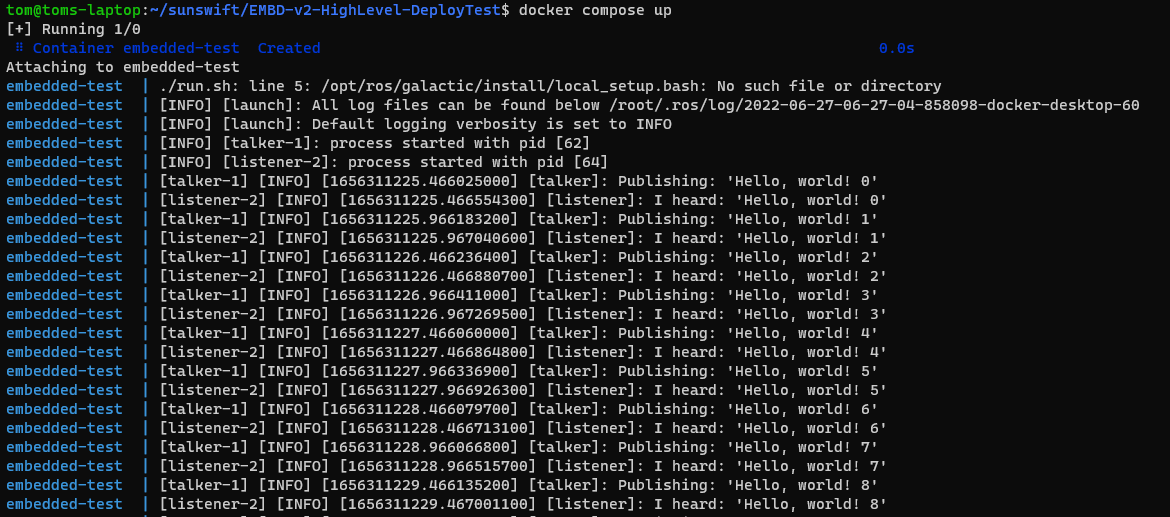 tom@toms-laptop:~/sunswift/EMBD-v2-HighLevel-DeployTest$ docker compose up
[+] Running 1/0
⠿ Container embedded-test  Created                                                              0.0s
Attaching to embedded-test
embedded-test  | ./run.sh: line 5: /opt/ros/galactic/install/local_setup.bash: No such file or directory
embedded-test  | [INFO] [launch]: All log files can be found below /root/.ros/log/2022-06-27-06-27-04-858098-docker-desktop-60
embedded-test  | [INFO] [launch]: Default logging verbosity is set to INFO
embedded-test  | [INFO] [talker-1]: process started with pid [62]
embedded-test  | [INFO] [listener-2]: process started with pid [64]
embedded-test  | [talker-1] [INFO] [1656311225.466025000] [talker]: Publishing: 'Hello, world! 0'
embedded-test  | [listener-2] [INFO] [1656311225.466554300] [listener]: I heard: 'Hello, world! 0'
embedded-test  | [talker-1] [INFO] [1656311225.966183200] [talker]: Publishing: 'Hello, world! 1'
embedded-test  | [listener-2] [INFO] [1656311225.967040600] [listener]: I heard: 'Hello, world! 1'
embedded-test  | [talker-1] [INFO] [1656311226.466236400] [talker]: Publishing: 'Hello, world! 2'
embedded-test  | [listener-2] [INFO] [1656311226.466880700] [listener]: I heard: 'Hello, world! 2'
embedded-test  | [talker-1] [INFO] [1656311226.966411000] [talker]: Publishing: 'Hello, world! 3'
embedded-test  | [listener-2] [INFO] [1656311226.967269500] [listener]: I heard: 'Hello, world! 3'
embedded-test  | [talker-1] [INFO] [1656311227.466060000] [talker]: Publishing: 'Hello, world! 4'
embedded-test  | [listener-2] [INFO] [1656311227.466864800] [listener]: I heard: 'Hello, world! 4'
embedded-test  | [talker-1] [INFO] [1656311227.966336900] [talker]: Publishing: 'Hello, world! 5'
embedded-test  | [listener-2] [INFO] [1656311227.966926300] [listener]: I heard: 'Hello, world! 5'
embedded-test  | [talker-1] [INFO] [1656311228.466079700] [talker]: Publishing: 'Hello, world! 6'
embedded-test  | [listener-2] [INFO] [1656311228.466713100] [listener]: I heard: 'Hello, world! 6'
embedded-test  | [talker-1] [INFO] [1656311228.966066800] [talker]: Publishing: 'Hello, world! 7'
embedded-test  | [listener-2] [INFO] [1656311228.966515700] [listener]: I heard: 'Hello, world! 7'
embedded-test  | [talker-1] [INFO] [1656311229.466135200] [talker]: Publishing: 'Hello, world! 8'
embedded-test  | [listener-2] [INFO] [1656311229.467001100] [listener]: I heard: 'Hello, world! 8'